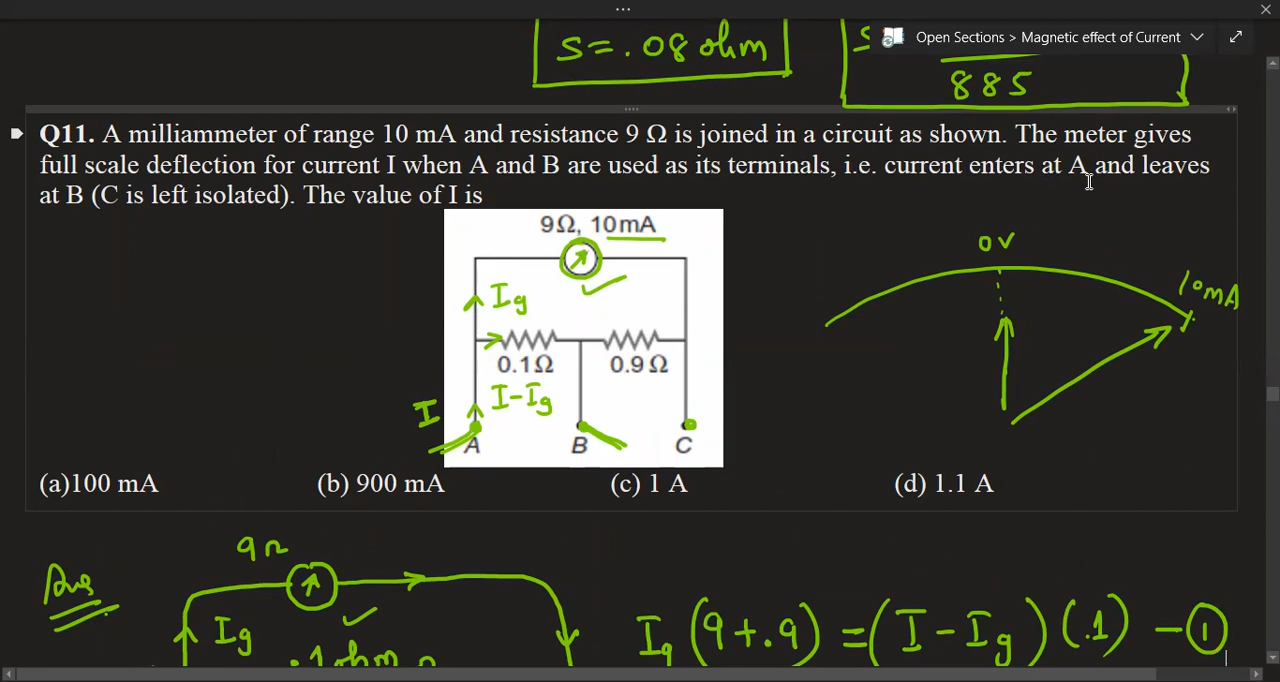 ...
S = .08 ohm
S
885
Open Sections > Magnetic effect of Current
Q11. A milliammeter of range 10 mA and resistance 9 Ω is joined in a circuit as shown. The meter gives
full scale deflection for current I when A and B are used as its terminals, i.e. current enters at A and leaves
at B (C is left isolated). The value of I is
9Ω, 10mA
Ig
0.1Ω 0.9Ω
I I-Ig
A B C
0V
10mA
(a)100 mA (b) 900 mA (c) 1 A (d) 1.1 A
Ans
9Ω
Ig
.1ohm
Ig (9+.9) = (I-Ig)(.1) -①